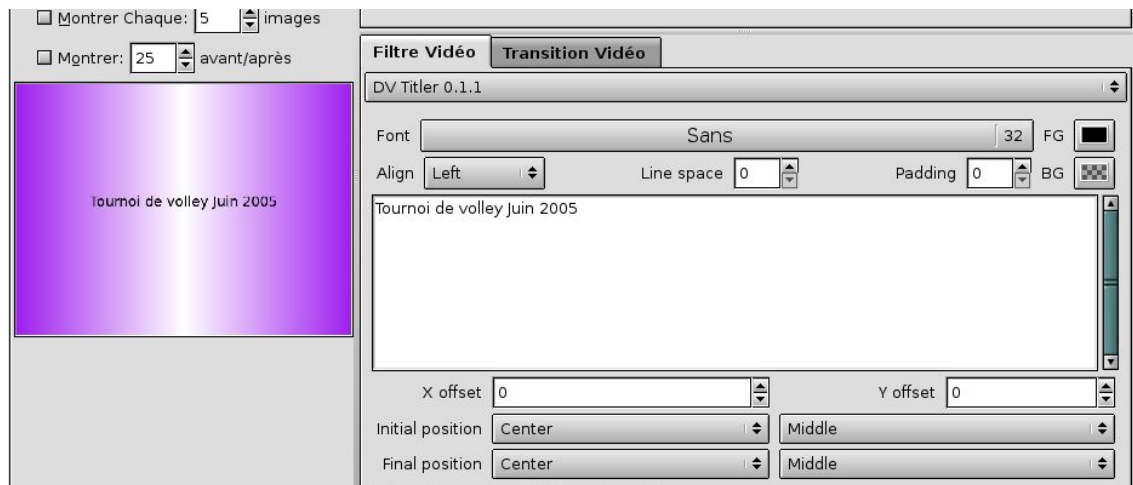 Montrer Chaque: 5 images
Montrer: 25 avant/après
Tournoi de volley Juin 2005
Filtre Vidéo Transition Vidéo
DV Titler 0.1.1
Font Sans 32 FG
Align Left Line space 0 Padding 0 BG
Tournoi de volley Juin 2005
X offset 0 Y offset 0
Initial position Center Middle
Final position Center Middle